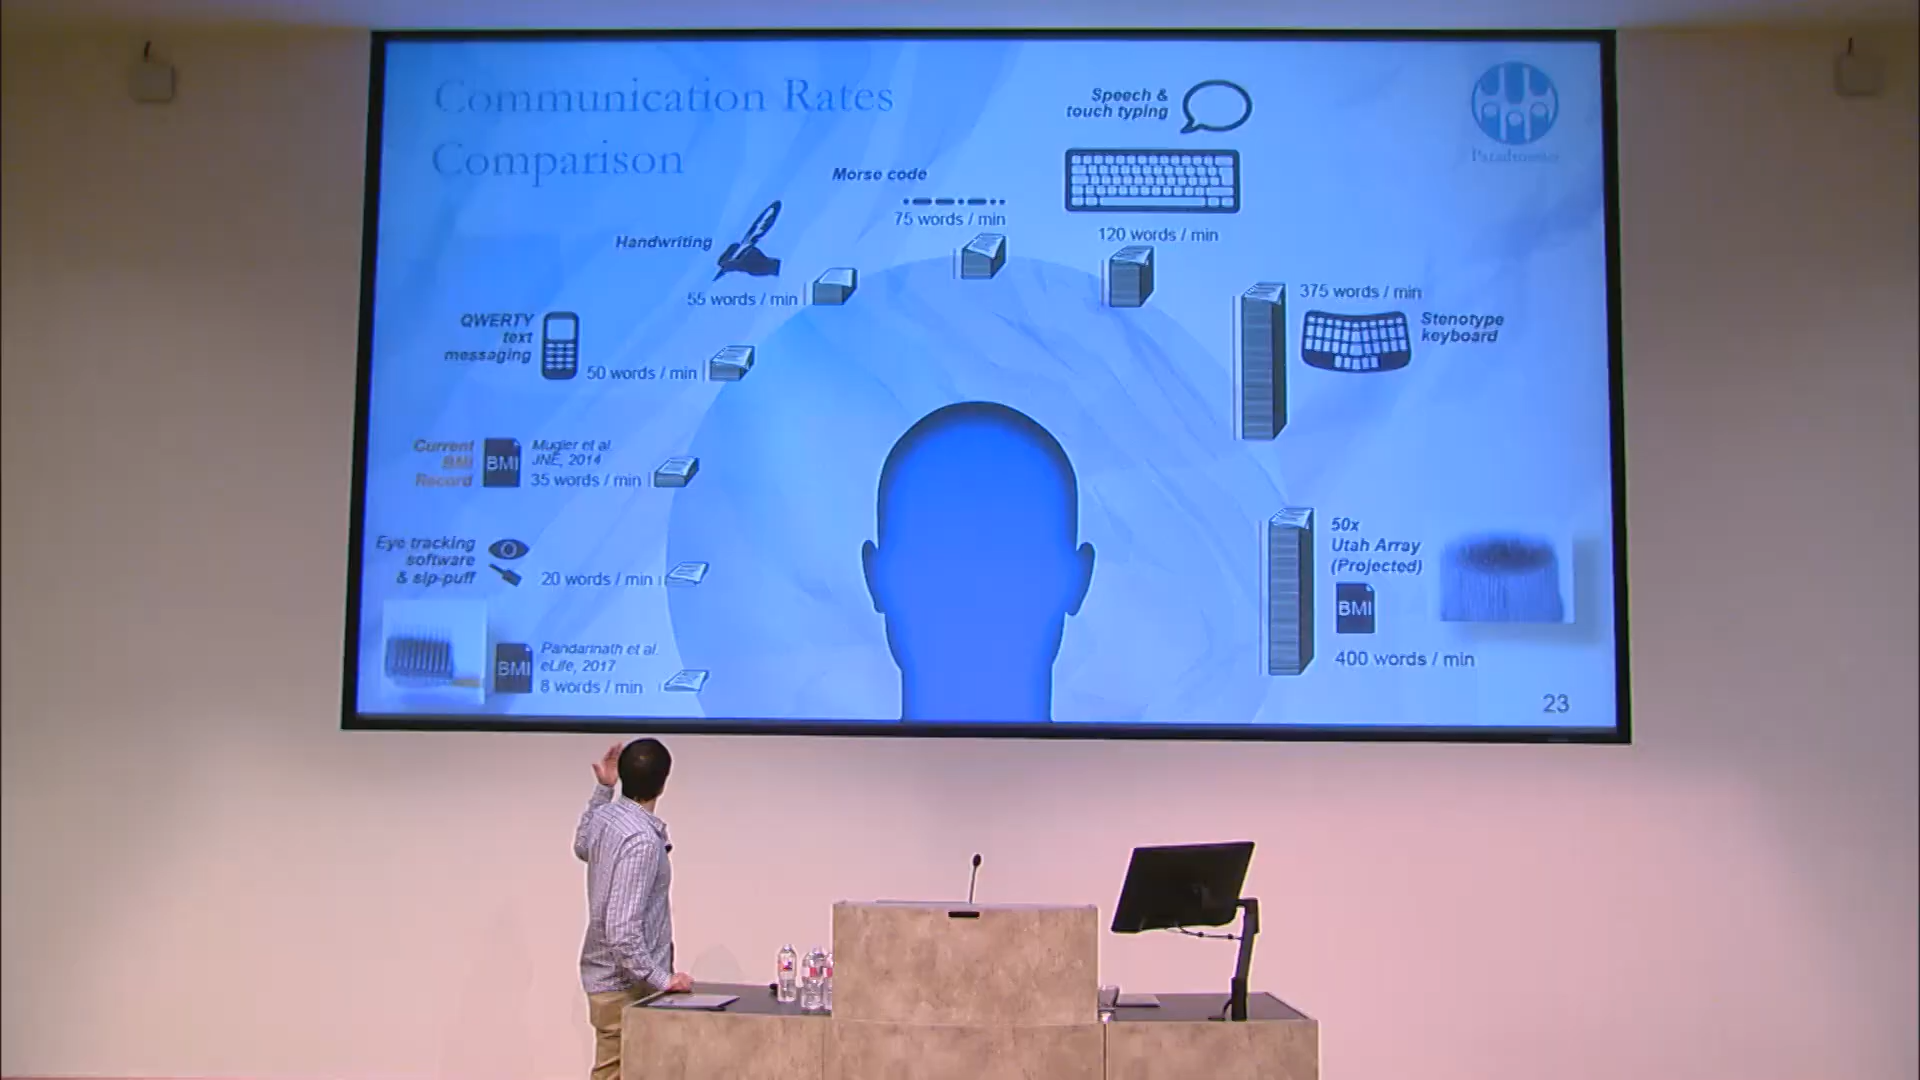 Communication Rates
Comparison
Speech &
touch typing
Paradromics
Morse code
75 words / min
120 words / min
Handwriting
55 words / min
375 words / min
Stenotype
keyboard
QWERTY
text
messaging
50 words / min
Current
BMI
Record
BMI
Mugler et al
JNE, 2014
35 words / min
50x
Utah Array
(Projected)
BMI
400 words / min
Eye tracking
software
& sip-puff
20 words / min
BMI
Pandarinath et al.
eLife, 2017
8 words / min
23